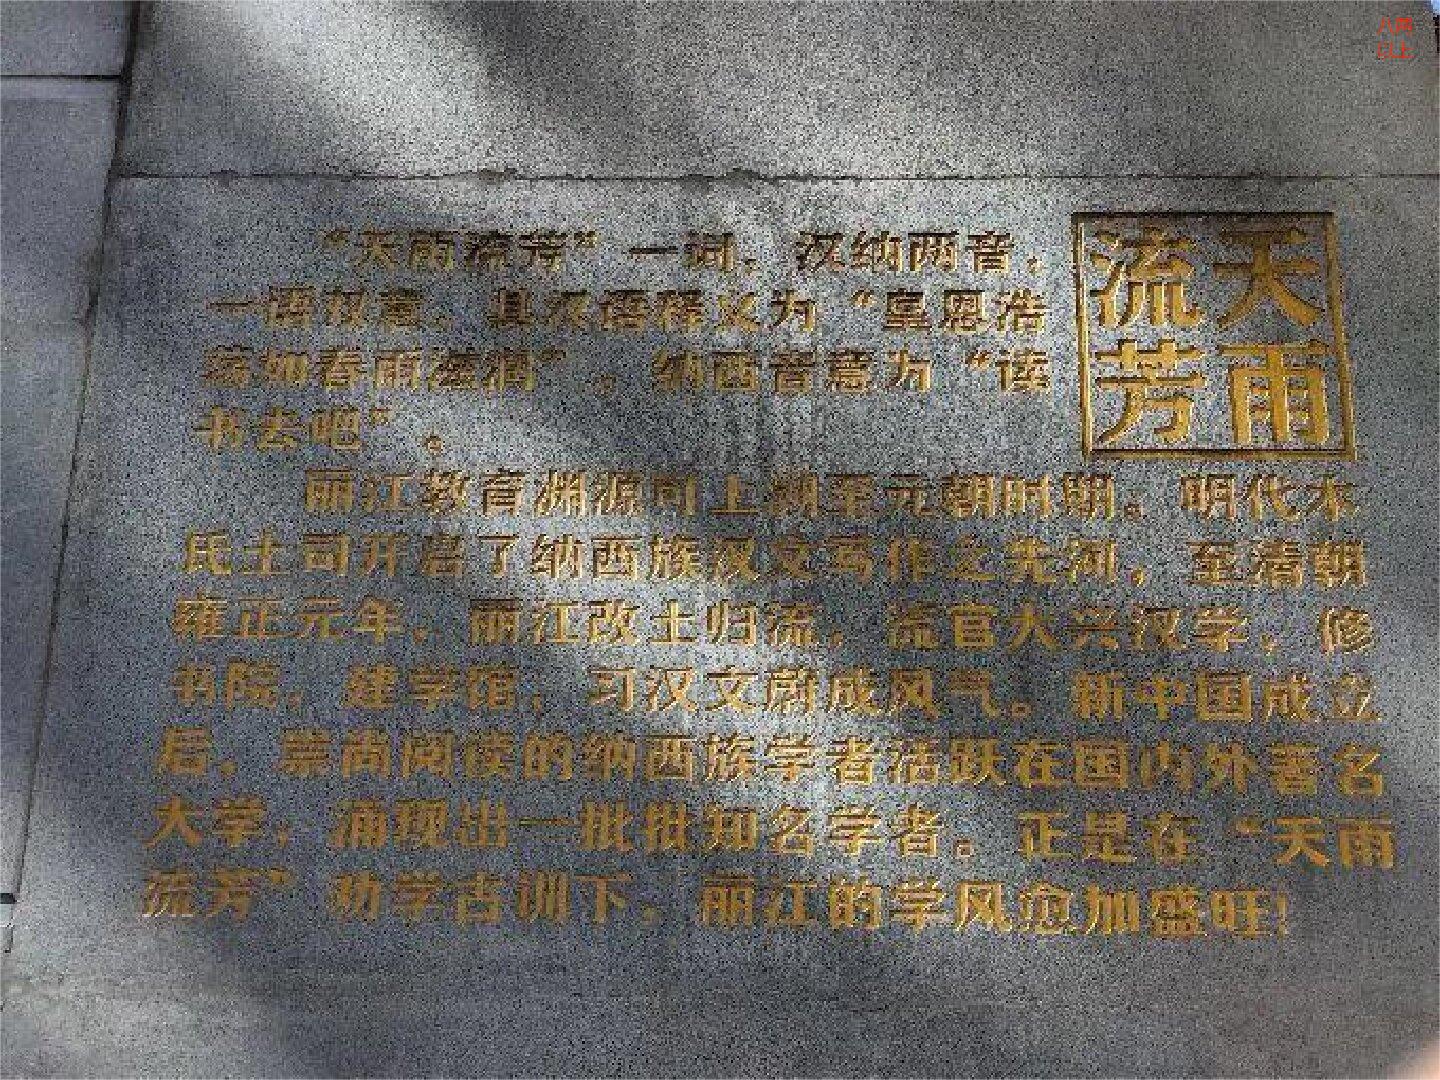 天雨
流芳
“天雨流芳”一词，汉纳两音，
一语双意。其汉语释义为“皇恩浩
荡如春雨滋润”。纳西音意为“读
书去吧”。
丽江教育渊源可上溯至元朝时期。明代木
氏土司开启了纳西族汉文写作之先河，至清朝
雍正元年，丽江改土归流，流官大兴汉学，修
书院，建学馆，习汉文蔚成风气。新中国成立
后，崇尚阅读的纳西族学者活跃在国内外著名
大学，涌现出一批批知名学者。正是在“天雨
流芳”劝学古训下，丽江的学风愈加盛旺！
以上